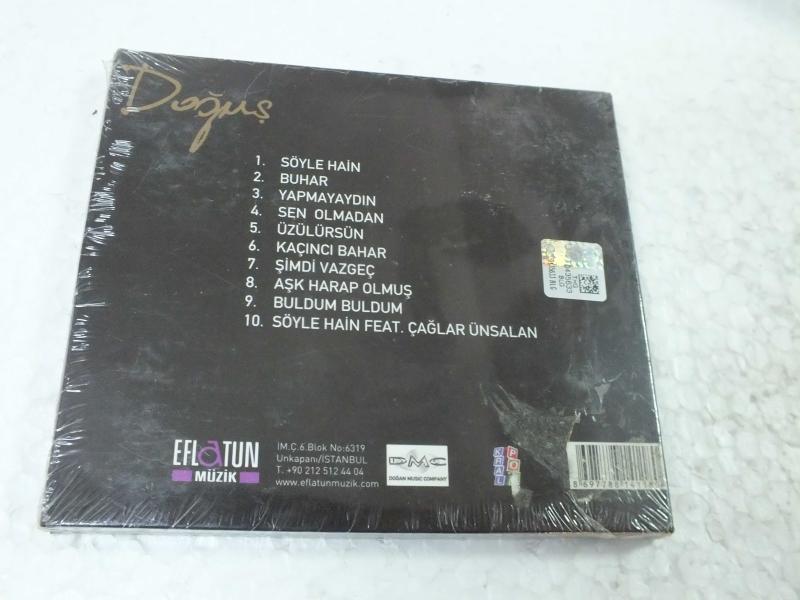 Doğuş
1. SÖYLE HAİN
2. BUHAR
3. YAPMAYAYDIN
4. SEN OLMADAN
5. ÜZÜLÜRSÜN
6. KAÇINCI BAHAR
7. ŞİMDİ VAZGEÇ
8. AŞK HARAP OLMUŞ
9. BULDUM BULDUM
10. SÖYLE HAİN FEAT. ÇAĞLAR ÜNSALAN
EFLATUN
MÜZİK
İM.Ç.6.Blok No:6319
Unkapanı/İSTANBUL
T. +90 212 512 44 04
www.eflatunmuzik.com
DMC
DOĞAN MUSIC COMPANY
KRAL
PO